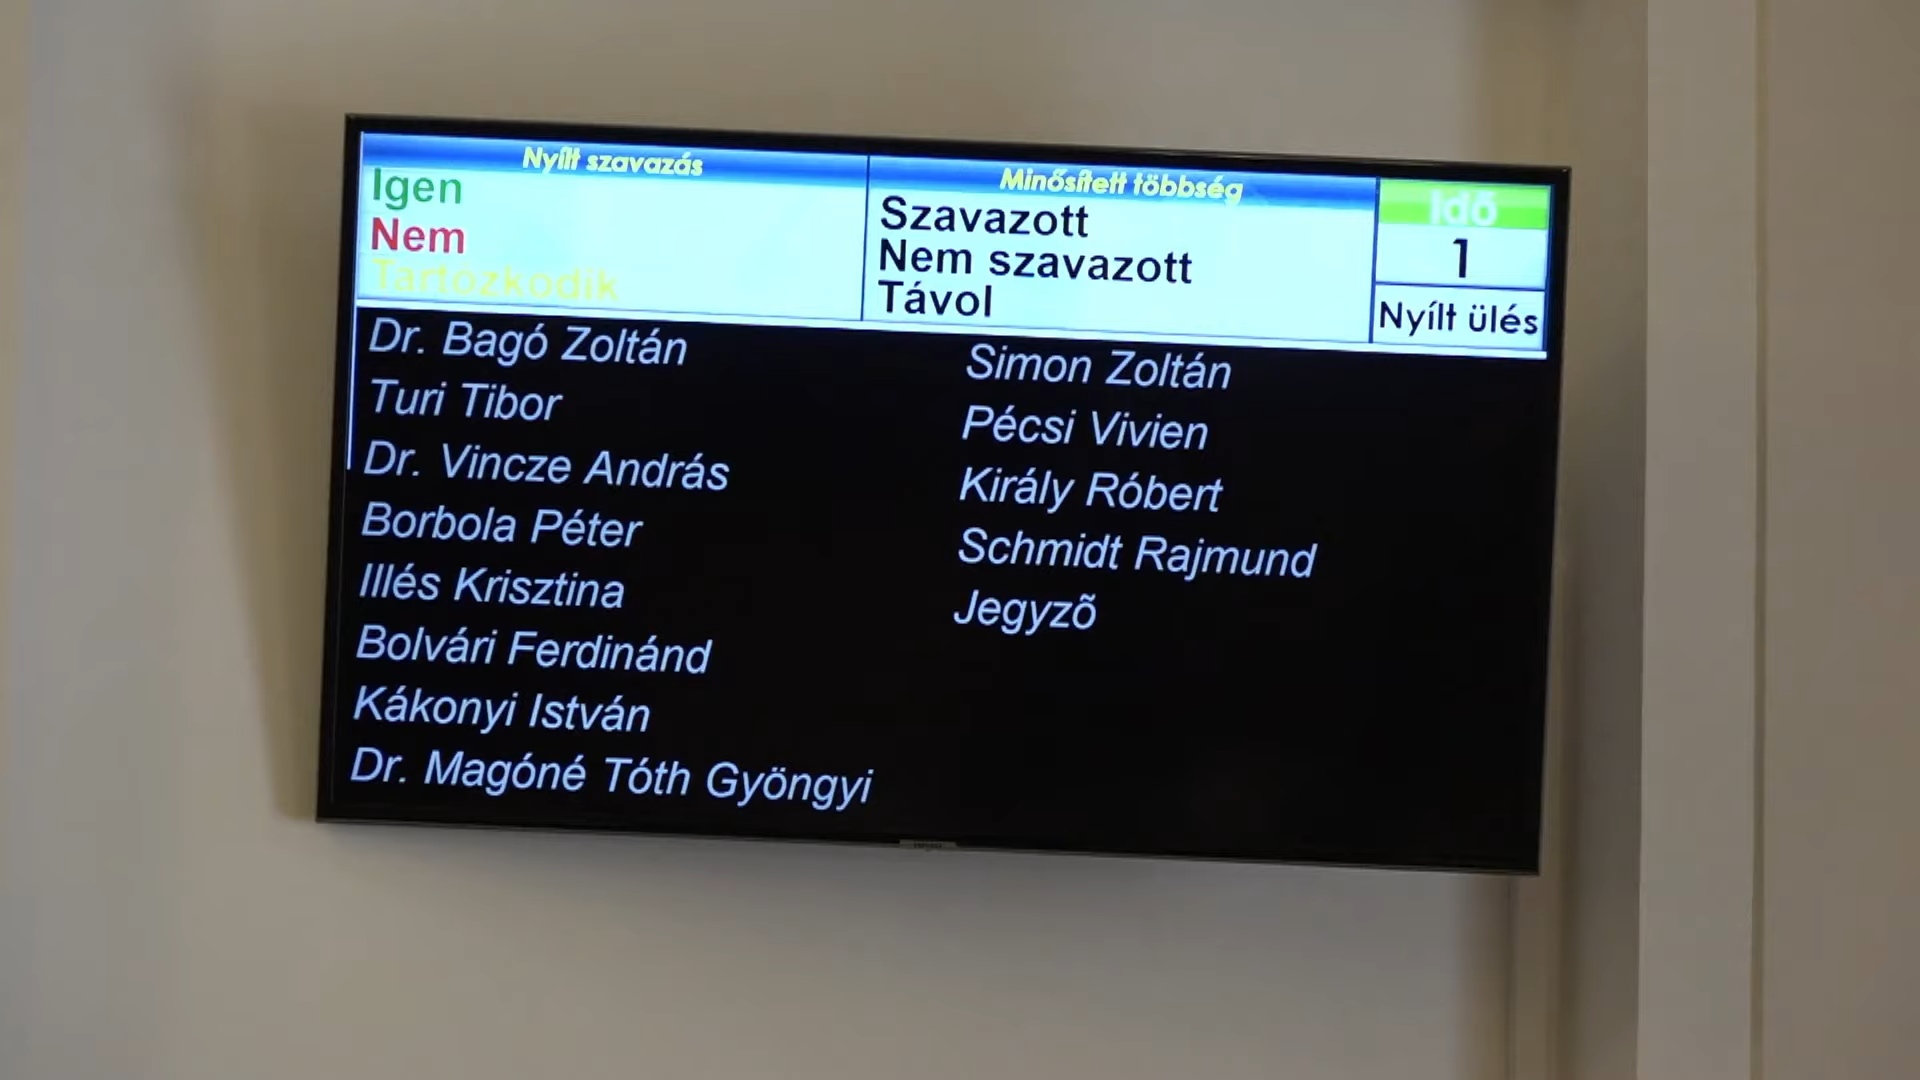 Nyílt szavazás
Igen
Nem
Tartózkodik
Minősített többség
Szavazott
Nem szavazott
Távol
Idő
1
Nyílt ülés
Dr. Bagó Zoltán
Turi Tibor
Dr. Vincze András
Borbola Péter
Illés Krisztina
Bolvári Ferdinánd
Kákonyi István
Dr. Magóné Tóth Gyöngyi
Simon Zoltán
Pécsi Vivien
Király Róbert
Schmidt Rajmund
Jegyzõ